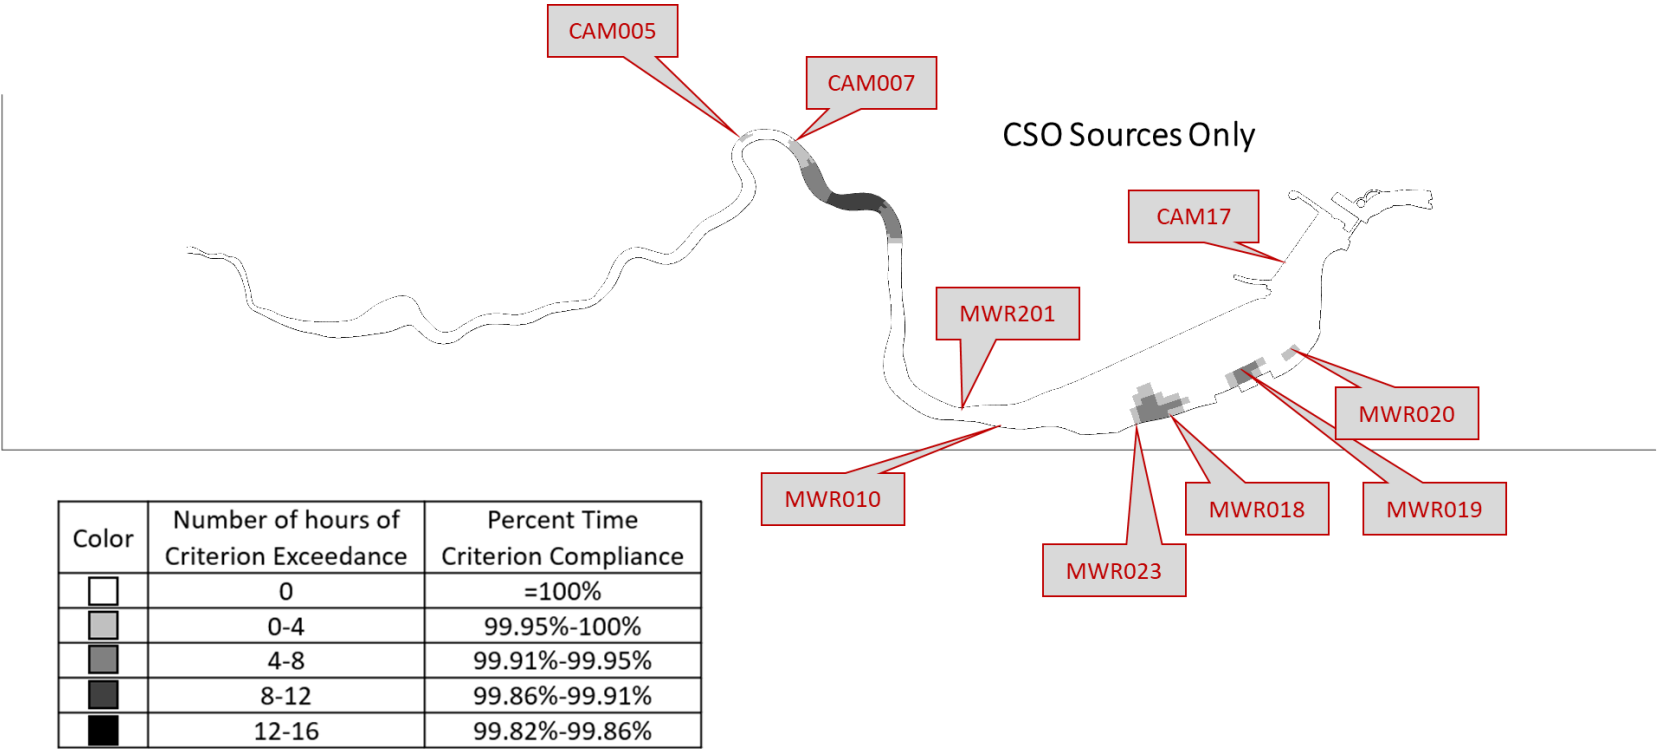 CAM005
CAM007
CSO Sources Only
CAM17
MWR201
MWR020
MWR010
MWR018
MWR019
MWR023
Color
Number of hours of
Criterion Exceedance
Percent Time
Criterion Compliance
0
=100%
0-4
99.95%-100%
4-8
99.91%-99.95%
8-12
99.86%-99.91%
12-16
99.82%-99.86%